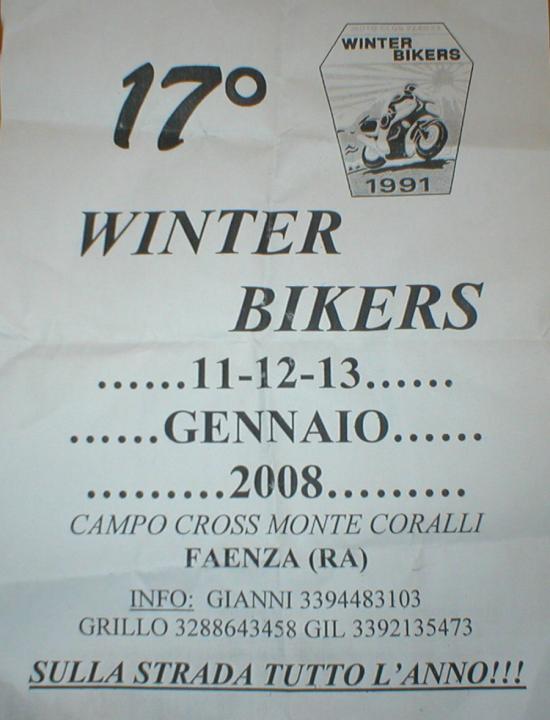 17°
WINTER
BIKERS
1991
WINTER
BIKERS
......11-12-13......
......GENNAIO......
.........2008.........
CAMPO CROSS MONTE CORALLI
FAENZA (RA)
INFO: GIANNI 3394483103
GRILLO 3288643458 GIL 3392135473
SULLA STRADA TUTTO L'ANNO!!!